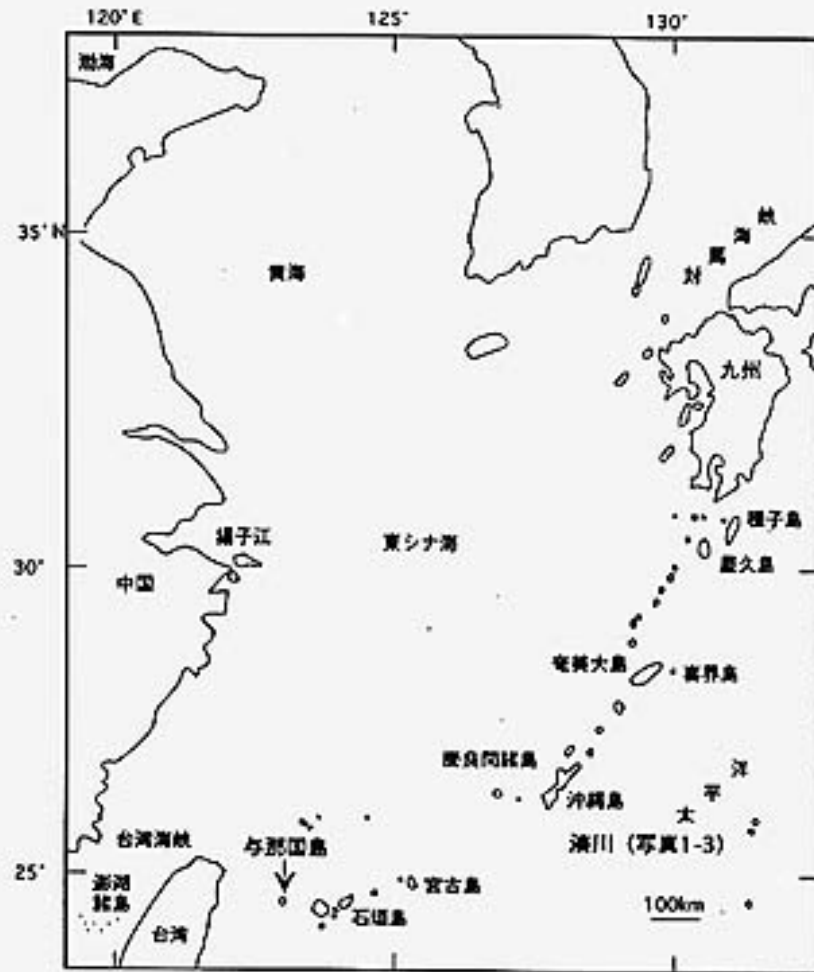 120°E
125°
130°
渤海
35°N
黄海
対馬海峡
九州
揚子江
東シナ海
種子島
30°
中国
屋久島
奄美大島
喜界島
慶良間諸島
沖縄島
太平洋
台湾海峡
与那国島
湊川（写真1-3）
25°
澎湖
諸島
宮古島
石垣島
100km
台湾